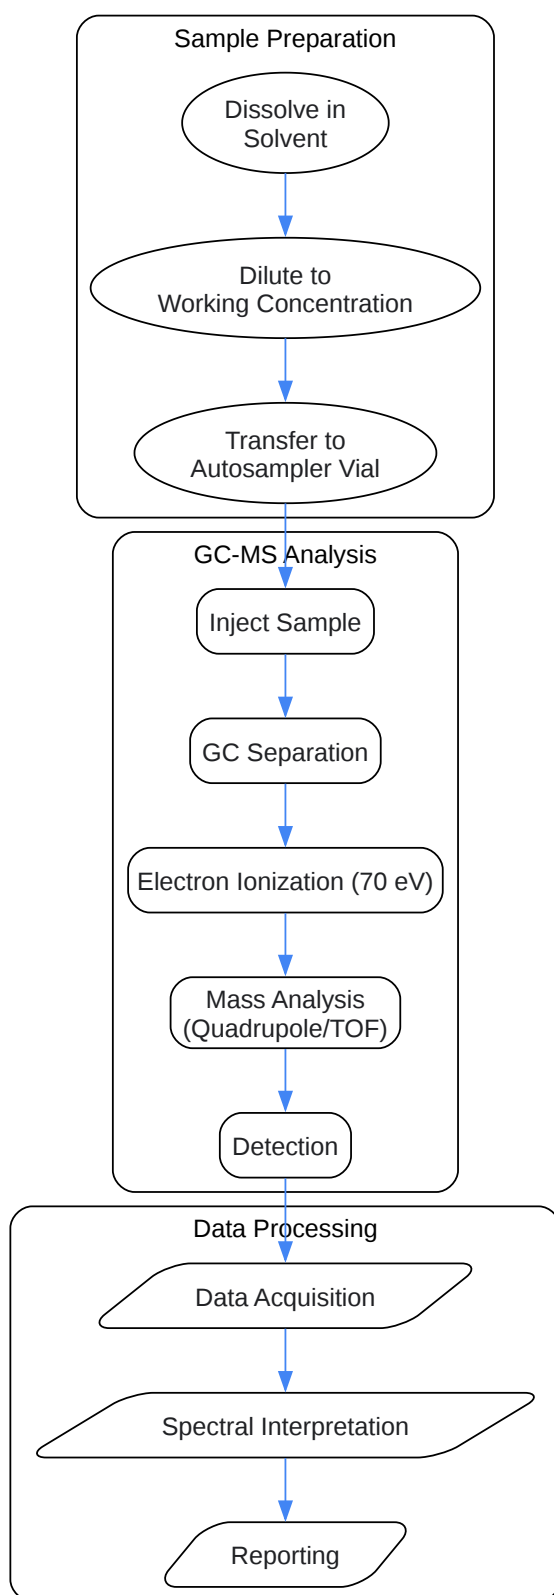 Sample Preparation
Dissolve in
Solvent
Dilute to
Working Concentration
Transfer to
Autosampler Vial
GC-MS Analysis
Inject Sample
GC Separation
Electron Ionization (70 eV)
Mass Analysis
(Quadrupole/TOF)
Detection
Data Processing
Data Acquisition
Spectral Interpretation
Reporting